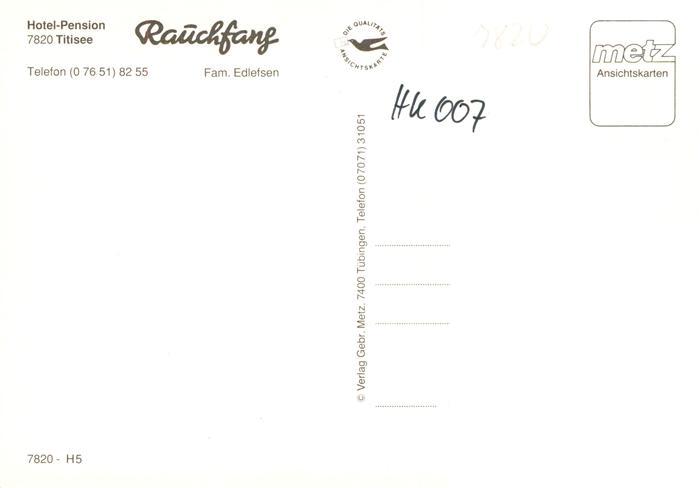 Hotel-Pension
7820 Titisee
Rauchfang
Telefon (0 76 51) 82 55
Fam. Edlefsen
DIE QUALITÄTS
ANSICHTSKARTE
7820
metz
Ansichtskarten
HK 007
© Verlag Gebr. Metz, 7400 Tübingen, Telefon (07071) 31051
7820 - H5